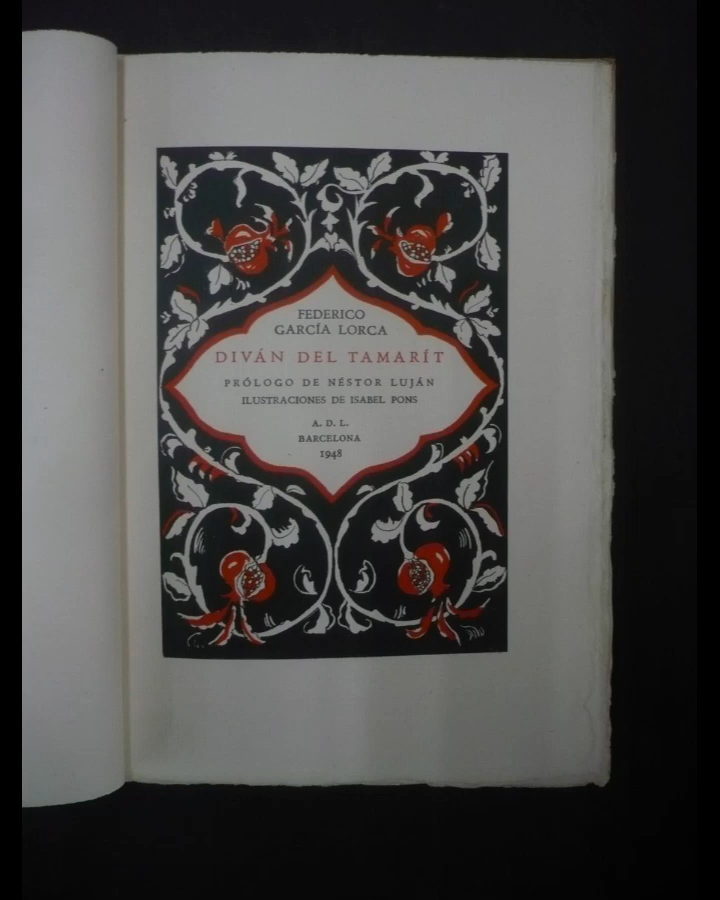 FEDERICO
GARCÍA LORCA
DIVÁN DEL TAMARÍT
PRÓLOGO DE NÉSTOR LUJÁN
ILUSTRACIONES DE ISABEL PONS
A. D. L.
BARCELONA
1948